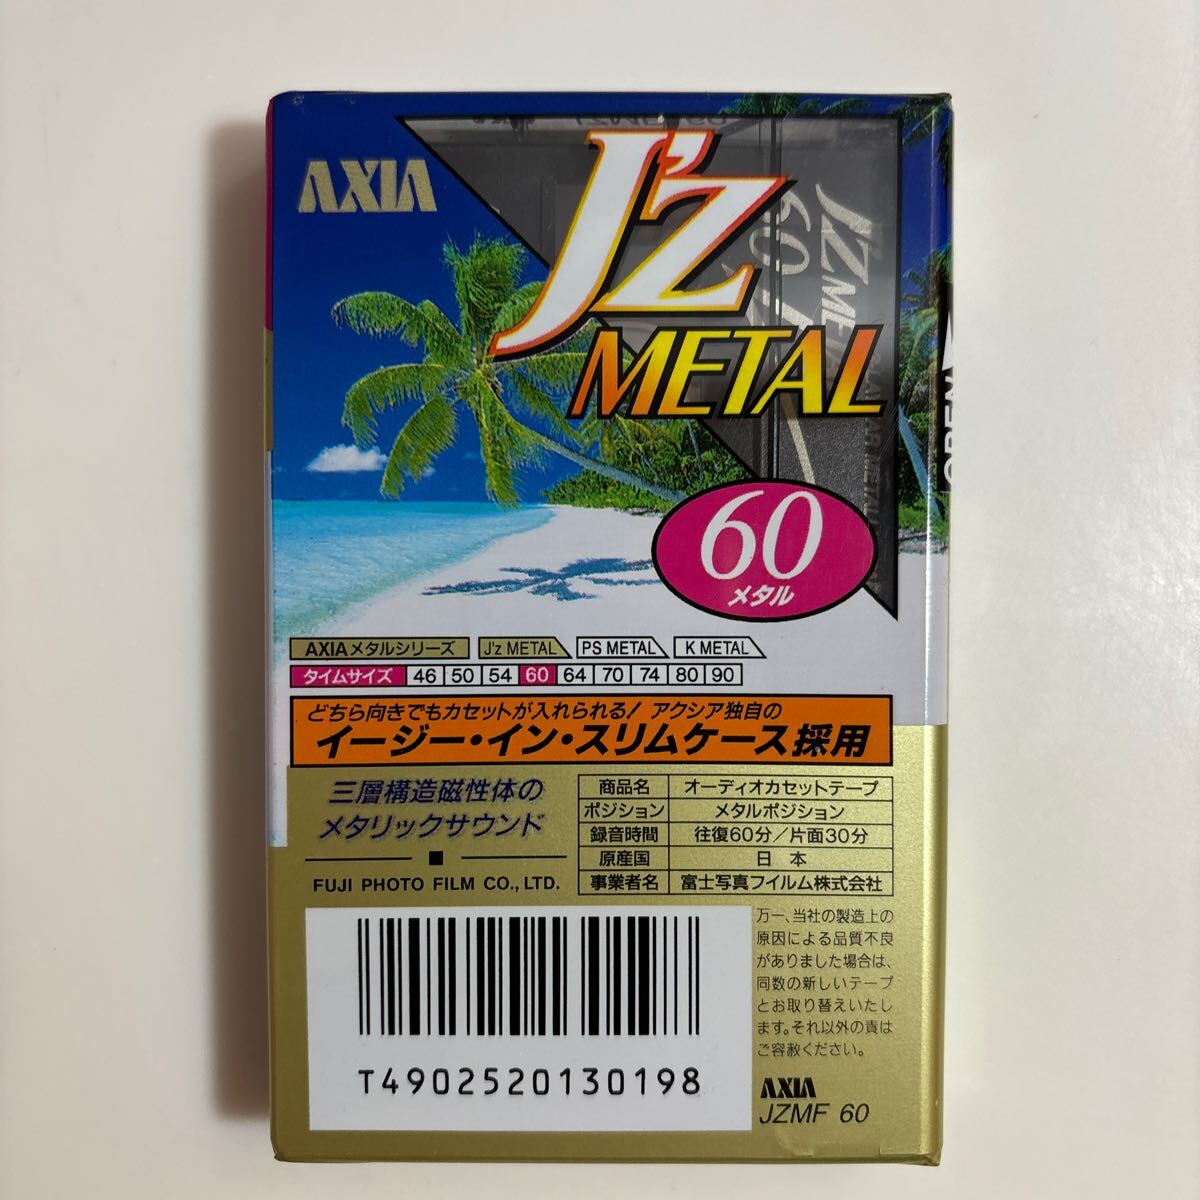 AXIA
J'z
METAL
JZMF
60
OPEN
60
メタル
AXIAメタルシリーズ J'z METAL PS METAL K METAL
タイムサイズ 46 50 54 60 64 70 74 80 90
どちら向きでもカセットが入れられる! アクシア独自の
イージー・イン・スリムケース採用
三層構造磁性体の
メタリックサウンド
FUJI PHOTO FILM CO., LTD.
商品名 オーディオカセットテープ
ポジション メタルポジション
録音時間 往復60分/片面30分
原産国 日本
事業者名 富士写真フイルム株式会社
万一、当社の製造上の
原因による品質不良
がありました場合は、
同数の新しいテープ
とお取り替えいたし
ます。それ以外の責は
ご容赦ください。
T4902520130198
AXIA
JZMF 60